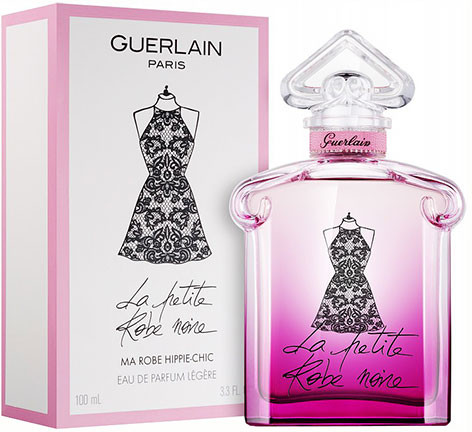 GUERLAIN
PARIS
La petite
Robe noire
MA ROBE HIPPIE-CHIC
EAU DE PARFUM LÉGÈRE
100 mL 3.3 FL
Guerlain
La petite
Robe noire